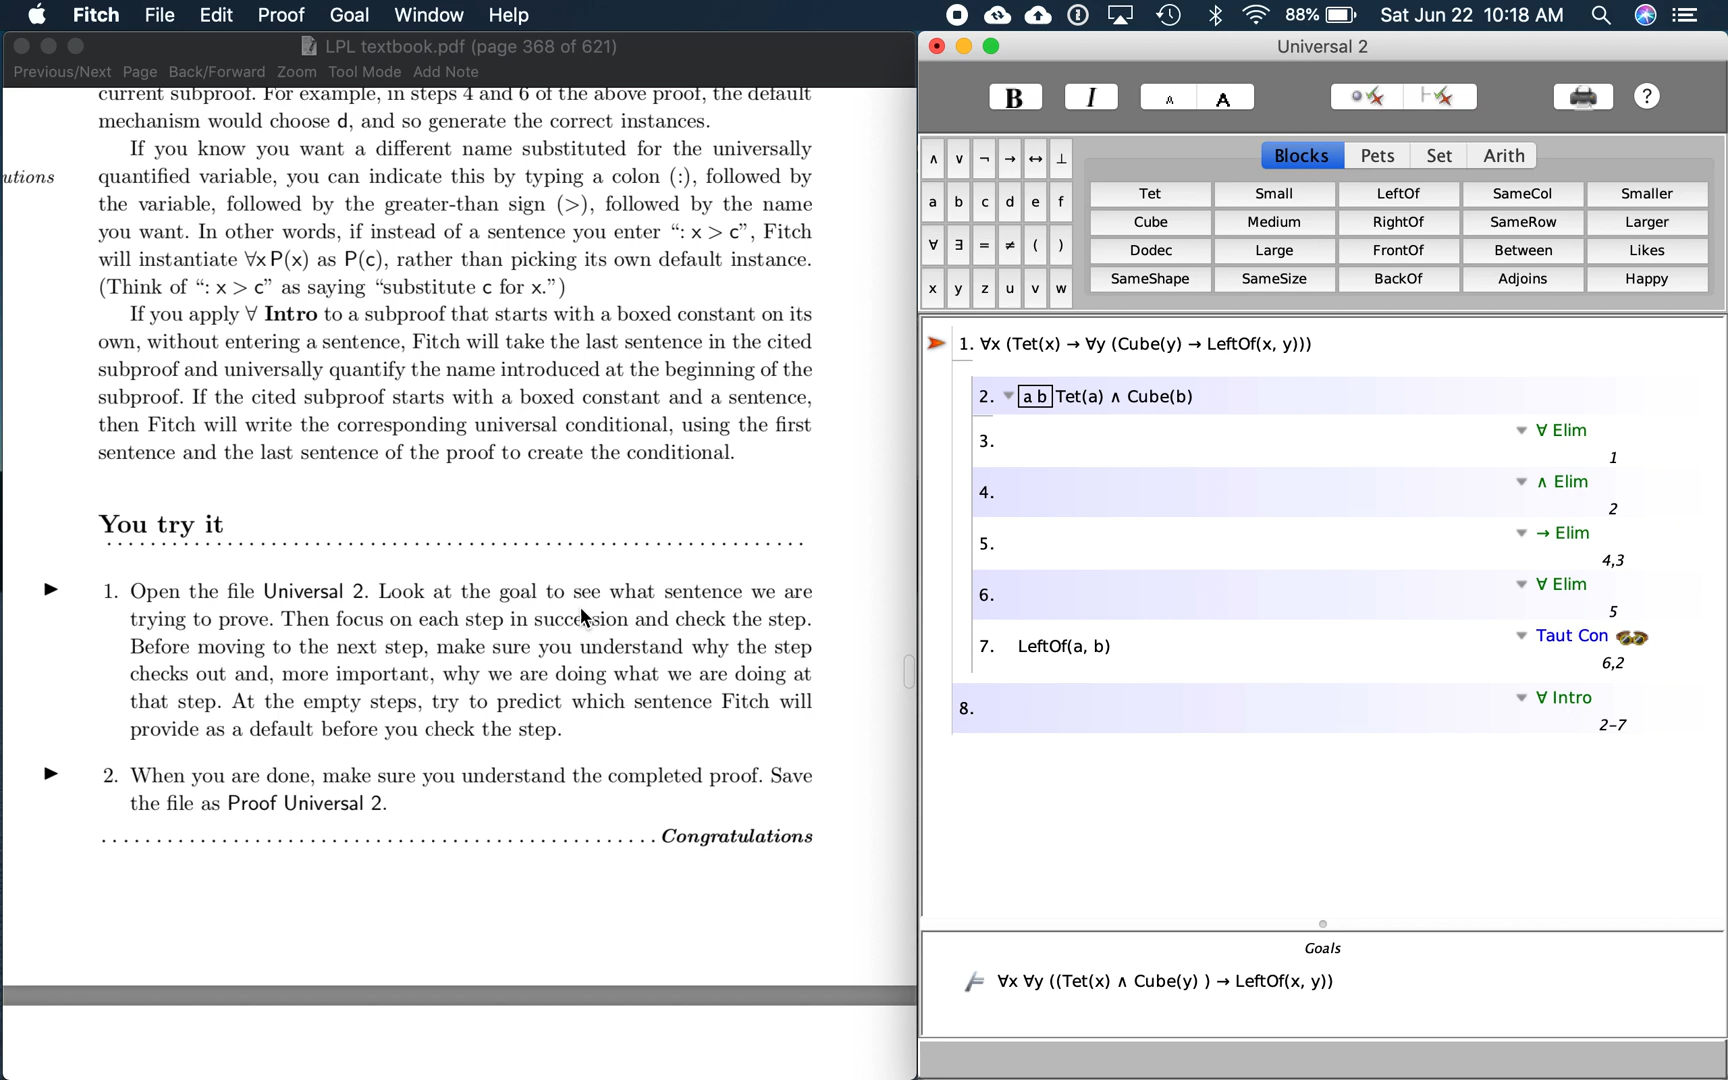 Fitch File Edit Proof Goal Window Help 88% Sat Jun 22 10:18 AM
LPL textbook.pdf (page 368 of 621)
Previous/Next Page Back/Forward Zoom Tool Mode Add Note
current subproof. For example, in steps 4 and 6 of the above proof, the default
mechanism would choose d, and so generate the correct instances.
If you know you want a different name substituted for the universally
utions
quantified variable, you can indicate this by typing a colon (:), followed by
the variable, followed by the greater-than sign (>), followed by the name
you want. In other words, if instead of a sentence you enter “: x > c”, Fitch
will instantiate ∀x P(x) as P(c), rather than picking its own default instance.
(Think of “: x > c” as saying “substitute c for x.”)
If you apply ∀ Intro to a subproof that starts with a boxed constant on its
own, without entering a sentence, Fitch will take the last sentence in the cited
subproof and universally quantify the name introduced at the beginning of the
subproof. If the cited subproof starts with a boxed constant and a sentence,
then Fitch will write the corresponding universal conditional, using the first
sentence and the last sentence of the proof to create the conditional.
You try it
1. Open the file Universal 2. Look at the goal to see what sentence we are
trying to prove. Then focus on each step in succession and check the step.
Before moving to the next step, make sure you understand why the step
checks out and, more important, why we are doing what we are doing at
that step. At the empty steps, try to predict which sentence Fitch will
provide as a default before you check the step.
2. When you are done, make sure you understand the completed proof. Save
the file as Proof Universal 2.
Congratulations
Universal 2
B I A A ?
∧ ∨ ¬ → ↔ ⊥
a b c d e f
∀ ∃ = ≠ ( )
x y z u v w
Blocks Pets Set Arith
Tet Small LeftOf SameCol Smaller
Cube Medium RightOf SameRow Larger
Dodec Large FrontOf Between Likes
SameShape SameSize BackOf Adjoins Happy
1. ∀x (Tet(x) → ∀y (Cube(y) → LeftOf(x, y)))
2. a b Tet(a) ∧ Cube(b)
3. ∀ Elim
1
4. ∧ Elim
2
5. → Elim
4,3
6. ∀ Elim
5
7. LeftOf(a, b) Taut Con
6,2
8. ∀ Intro
2–7
Goals
∀x ∀y ((Tet(x) ∧ Cube(y) ) → LeftOf(x, y))